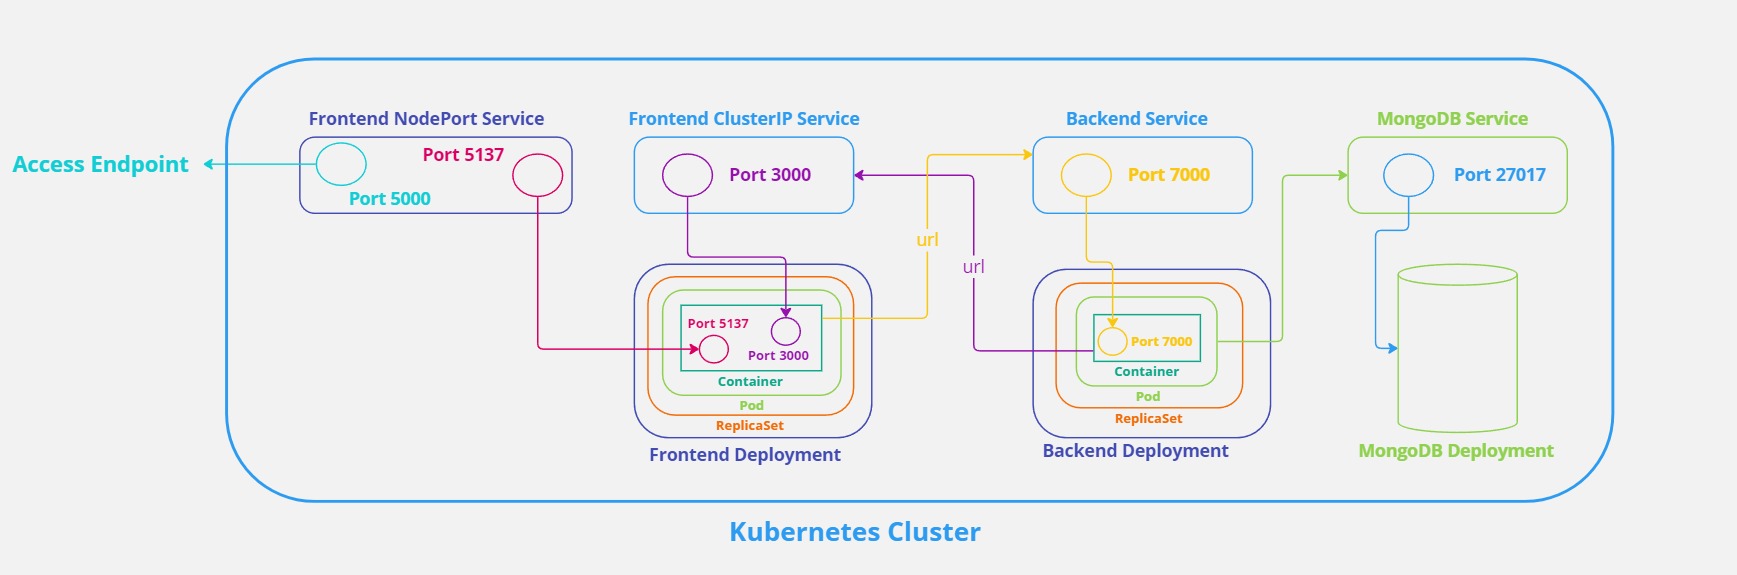 Frontend NodePort Service
Frontend ClusterIP Service
Backend Service
MongoDB Service
Access Endpoint
Port 5137
Port 5000
Port 3000
Port 7000
Port 27017
url
url
Port 5137
Port 3000
Container
Pod
ReplicaSet
Frontend Deployment
Port 7000
Container
Pod
ReplicaSet
Backend Deployment
MongoDB Deployment
Kubernetes Cluster